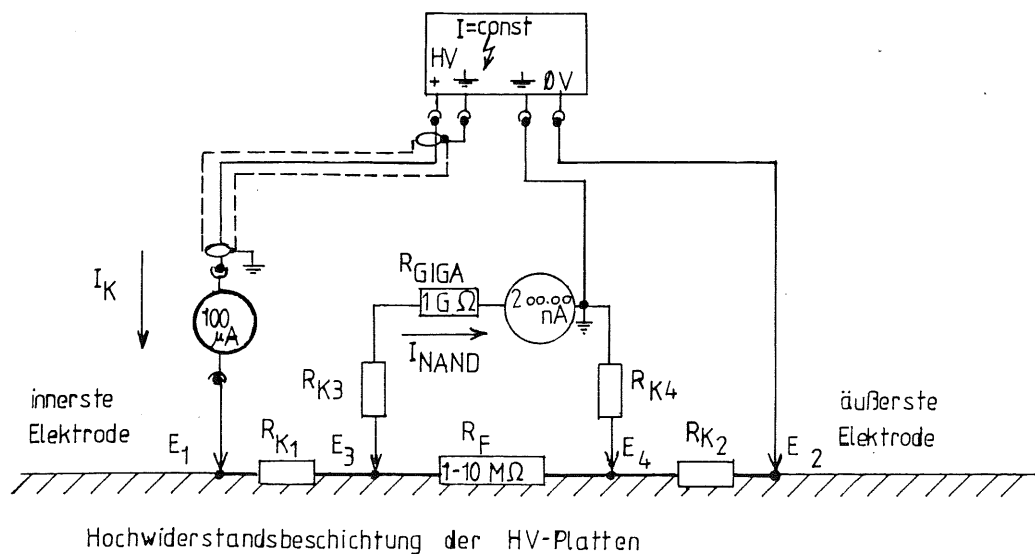 I=const
HV
+
ØV
I_K
100 µA
R_GIGA
1 G Ω
200.00 nA
I_NAND
R_K3
R_K4
innerste
Elektrode
äußerste
Elektrode
E_1
R_K1
E_3
R_F
1-10 MΩ
E_4
R_K2
E_2
Hochwiderstandsbeschichtung der HV-Platten